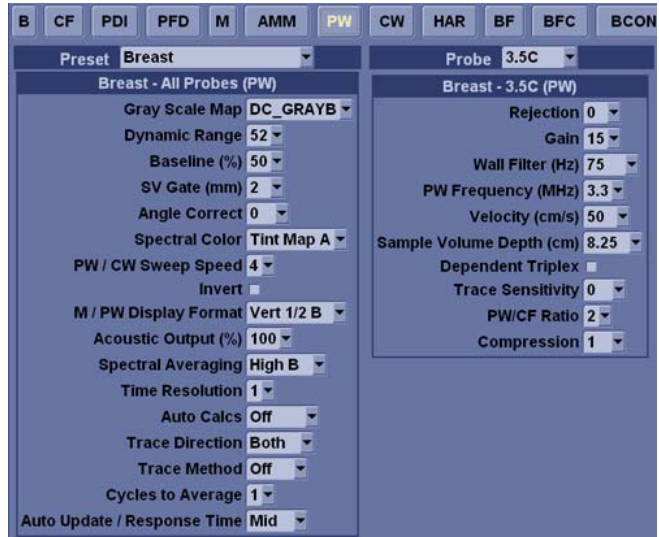 B CF PDI PFD M AMM PW CW HAR BF BFC BCON
Preset Breast
Breast - All Probes (PW)
Gray Scale Map DC_GRAYB
Dynamic Range 52
Baseline (%) 50
SV Gate (mm) 2
Angle Correct 0
Spectral Color Tint Map A
PW / CW Sweep Speed 4
Invert
M / PW Display Format Vert 1/2 B
Acoustic Output (%) 100
Spectral Averaging High B
Time Resolution 1
Auto Calcs Off
Trace Direction Both
Trace Method Off
Cycles to Average 1
Auto Update / Response Time Mid
Probe 3.5C
Breast - 3.5C (PW)
Rejection 0
Gain 15
Wall Filter (Hz) 75
PW Frequency (MHz) 3.3
Velocity (cm/s) 50
Sample Volume Depth (cm) 8.25
Dependent Triplex
Trace Sensitivity 0
PW/CF Ratio 2
Compression 1